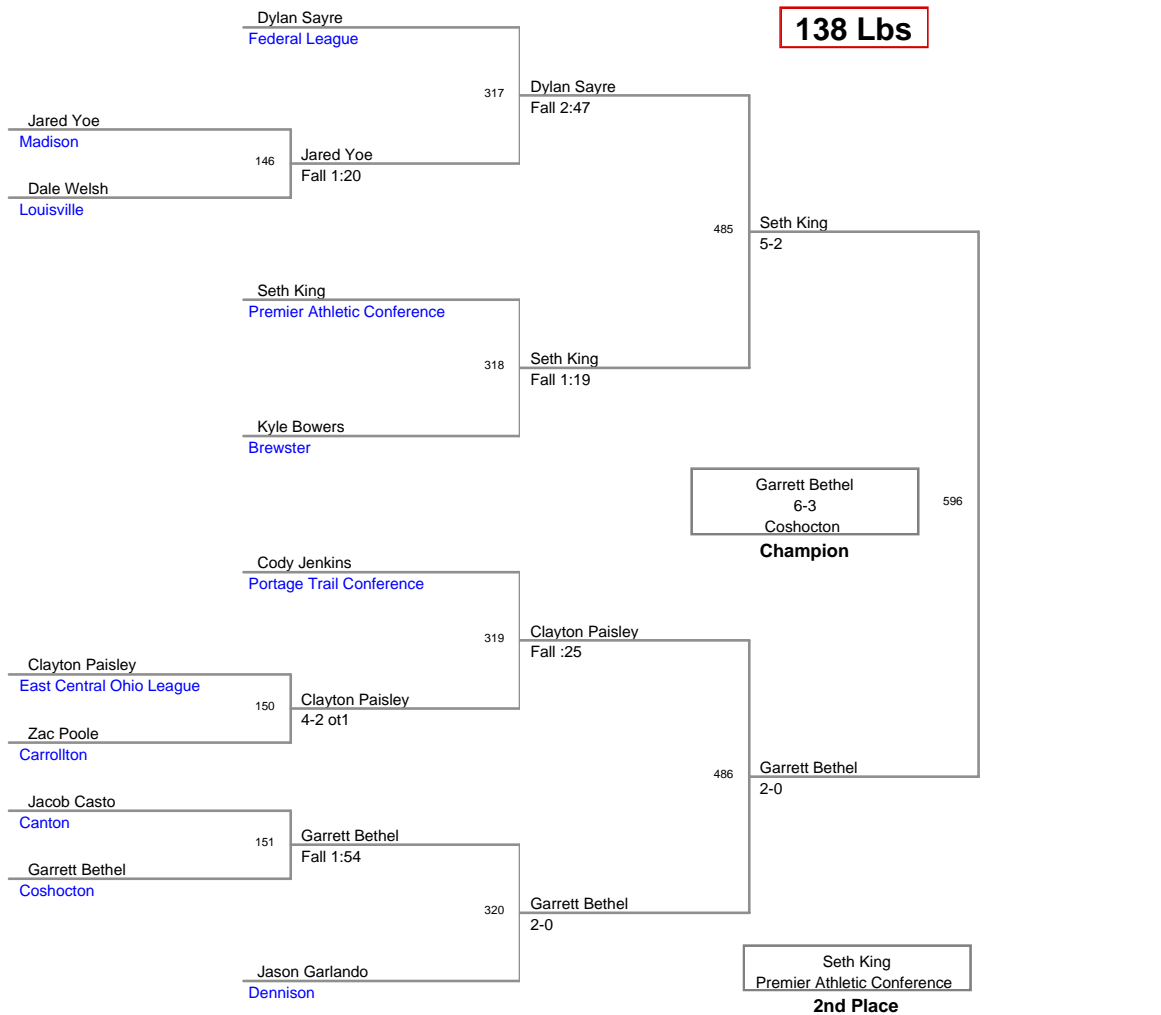 Dylan Sayre
Federal League
138 Lbs
317
Dylan Sayre
Fall 2:47
Jared Yoe
Madison
146
Jared Yoe
Fall 1:20
Dale Welsh
Louisville
485
Seth King
5-2
Seth King
Premier Athletic Conference
318
Seth King
Fall 1:19
Kyle Bowers
Brewster
Garrett Bethel
6-3
Coshocton
Champion
596
Cody Jenkins
Portage Trail Conference
319
Clayton Paisley
Fall :25
Clayton Paisley
East Central Ohio League
150
Clayton Paisley
4-2 ot1
Zac Poole
Carrollton
486
Garrett Bethel
2-0
Jacob Casto
Canton
151
Garrett Bethel
Fall 1:54
Garrett Bethel
Coshocton
320
Garrett Bethel
2-0
Jason Garlando
Dennison
Seth King
Premier Athletic Conference
2nd Place